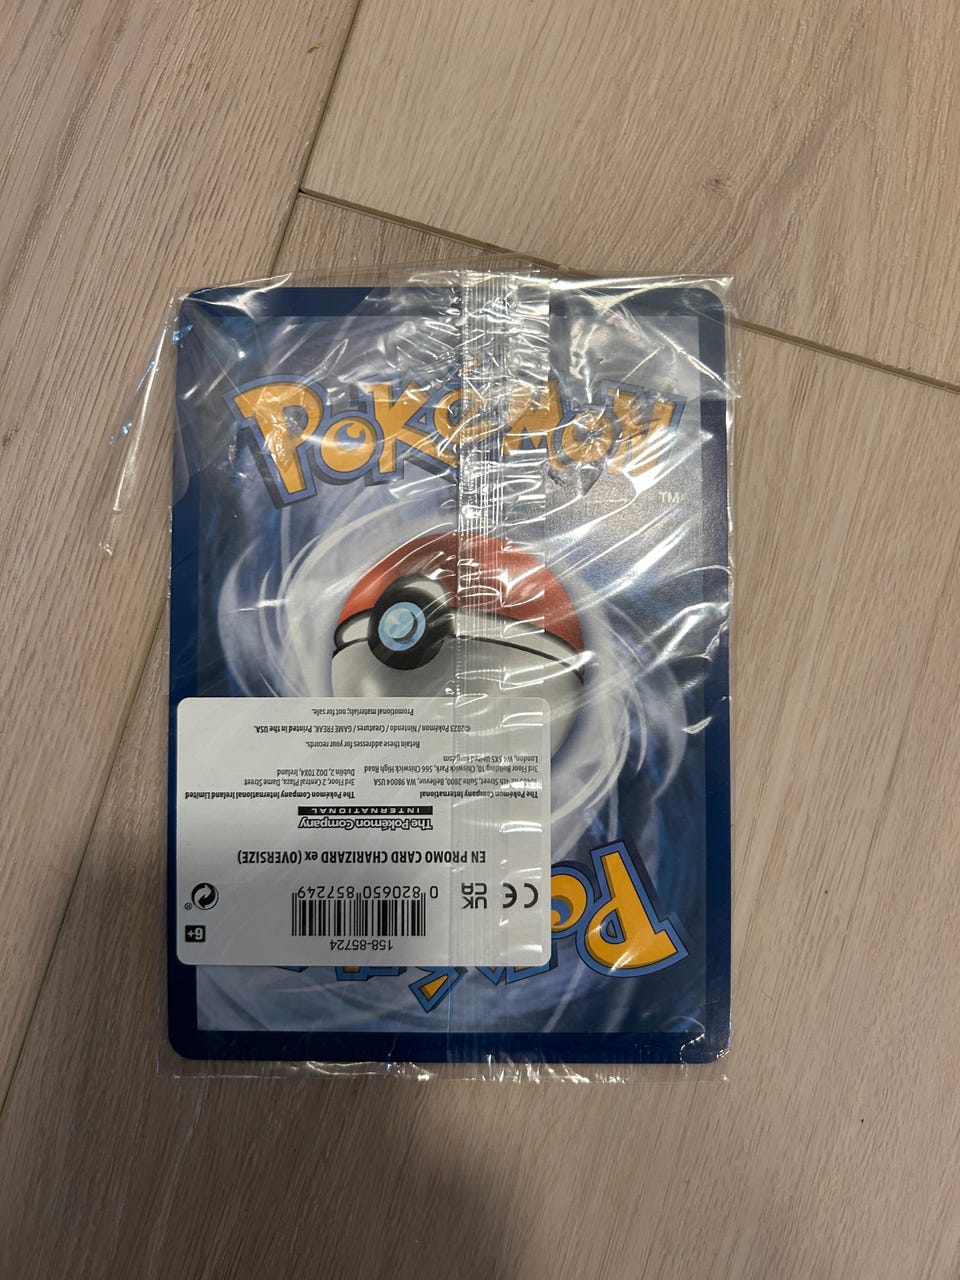 POKéMON
TM
158-85724
0 820650 857249
6+
CE
UK
CA
EN PROMO CARD CHARIZARD ex (OVERSIZE)
The Pokémon Company
INTERNATIONAL
The Pokémon Company International
10400 NE 4th Street, Suite 2800, Bellevue, WA 98004 USA
3rd Floor Building 10, Chiswick Park, 566 Chiswick High Road
London, W4 5XS United Kingdom
The Pokémon Company International Ireland Limited
3rd Floor, 2 Central Plaza, Dame Street
Dublin, 2, D02 T0X4, Ireland
Retain these addresses for your records.
©2023 Pokémon / Nintendo / Creatures / GAME FREAK. Printed in the USA.
Promotional materials; not for sale.